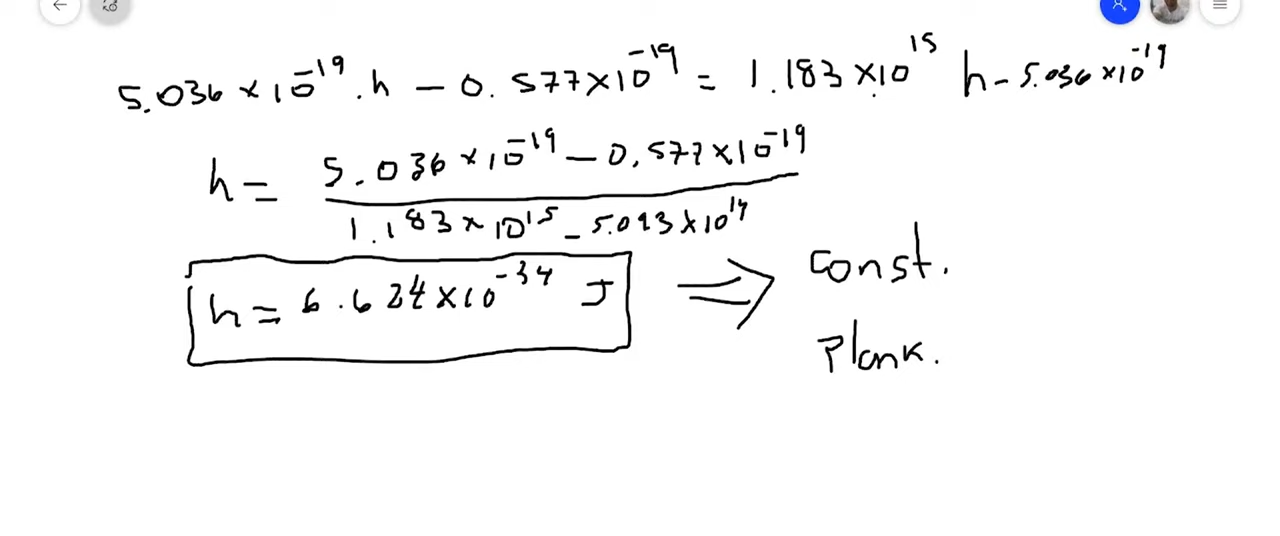 5.036 × 10⁻¹⁹ . h − 0.577×10⁻¹⁹ = 1.183 ×10¹⁵ h − 5.036 ×10⁻¹⁹
h = 5.036 × 10⁻¹⁹ − 0.577×10⁻¹⁹
1.183 × 10¹⁵ − 5.093×10¹⁴
h = 6.624×10⁻³⁴ J ⇒ const.
Plank.